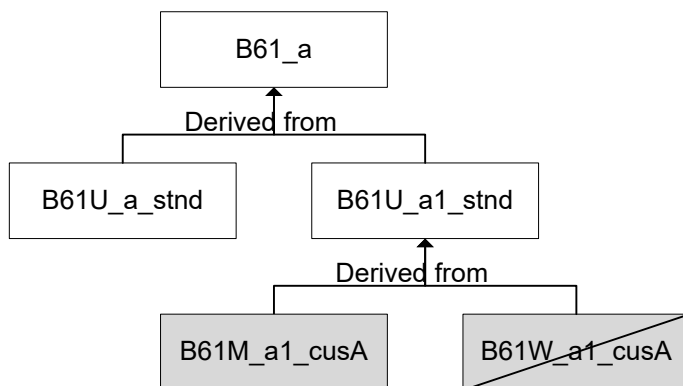 B61_a
Derived from
B61U_a_stnd
B61U_a1_stnd
Derived from
B61M_a1_cusA
B61W_a1_cusA